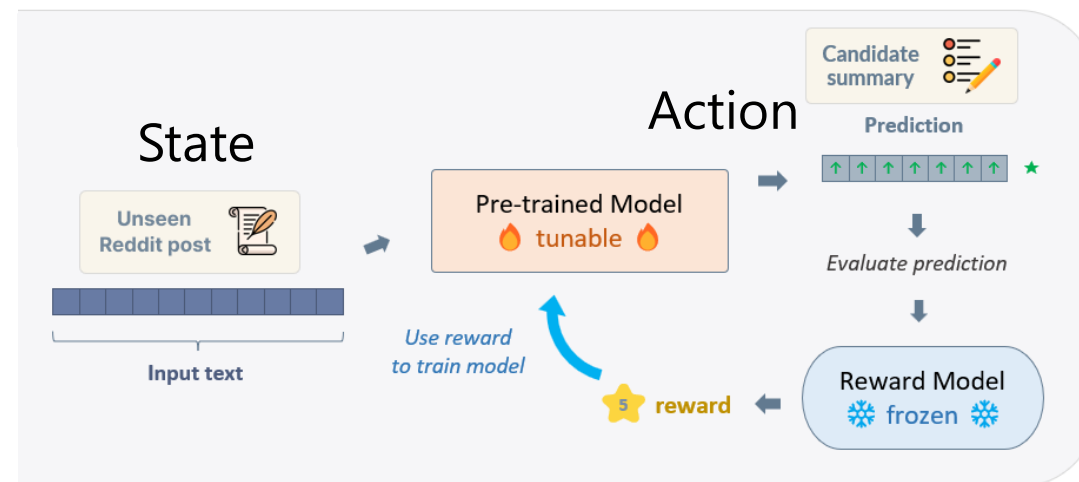 State
Unseen
Reddit post
Input text
Pre-trained Model
tunable
Action
Candidate
summary
Prediction
Evaluate prediction
Reward Model
frozen
5
reward
Use reward
to train model